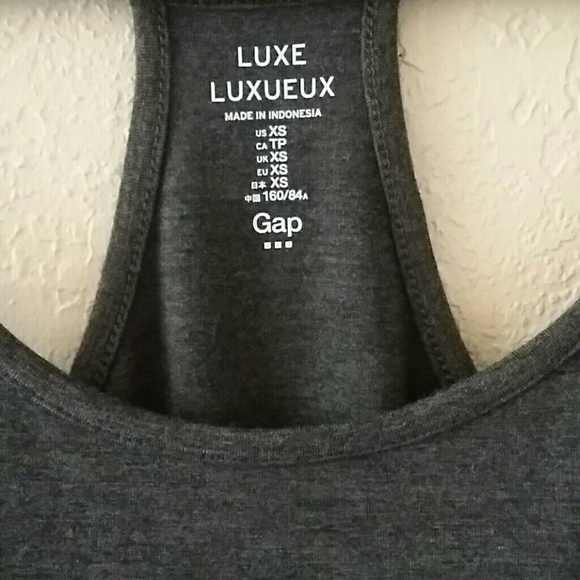 LUXE
LUXUEUX
MADE IN INDONESIA
US XS
CA TP
UK XS
EU XS
日本 XS
中国 160/84A
Gap